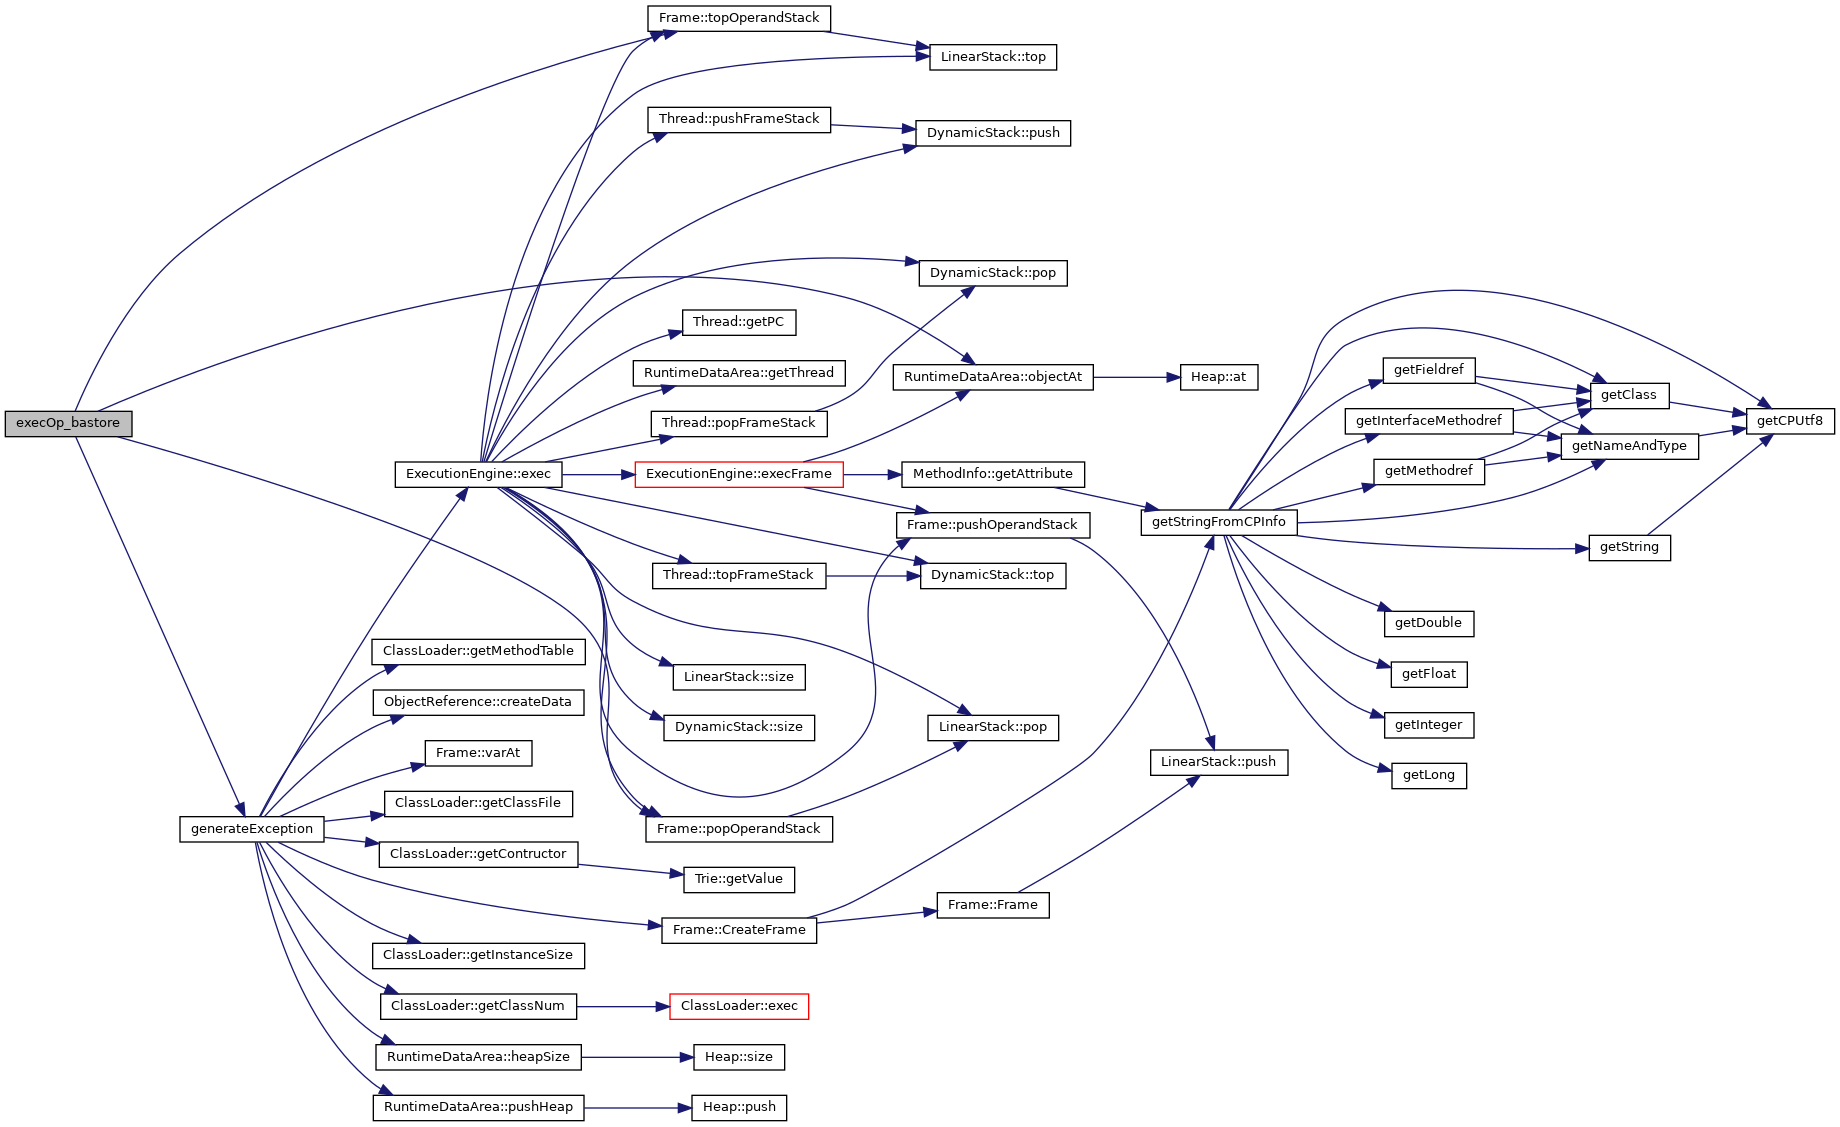 Frame::topOperandStack
LinearStack::top
Thread::pushFrameStack
DynamicStack::push
DynamicStack::pop
Thread::getPC
RuntimeDataArea::getThread
RuntimeDataArea::objectAt
Heap::at
getFieldref
getClass
execOp_bastore
Thread::popFrameStack
getInterfaceMethodref
getCPUtf8
getNameAndType
ExecutionEngine::exec
ExecutionEngine::execFrame
MethodInfo::getAttribute
getMethodref
Frame::pushOperandStack
getStringFromCPInfo
getString
Thread::topFrameStack
DynamicStack::top
getDouble
ClassLoader::getMethodTable
LinearStack::size
getFloat
ObjectReference::createData
DynamicStack::size
LinearStack::pop
getInteger
Frame::varAt
LinearStack::push
getLong
ClassLoader::getClassFile
generateException
Frame::popOperandStack
ClassLoader::getContructor
Trie::getValue
Frame::Frame
Frame::CreateFrame
ClassLoader::getInstanceSize
ClassLoader::getClassNum
ClassLoader::exec
RuntimeDataArea::heapSize
Heap::size
RuntimeDataArea::pushHeap
Heap::push